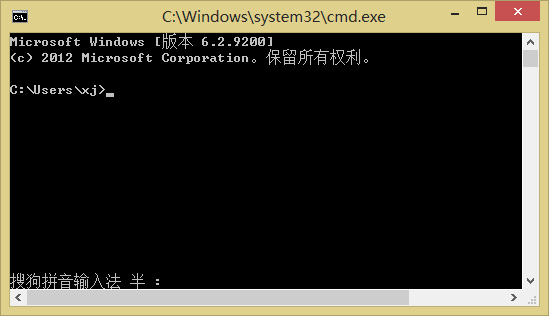 C:\Windows\system32\cmd.exe
Microsoft Windows [版本 6.2.9200]
(c) 2012 Microsoft Corporation。保留所有权利。
C:\Users\xj>
搜狗拼音输入法 半 :